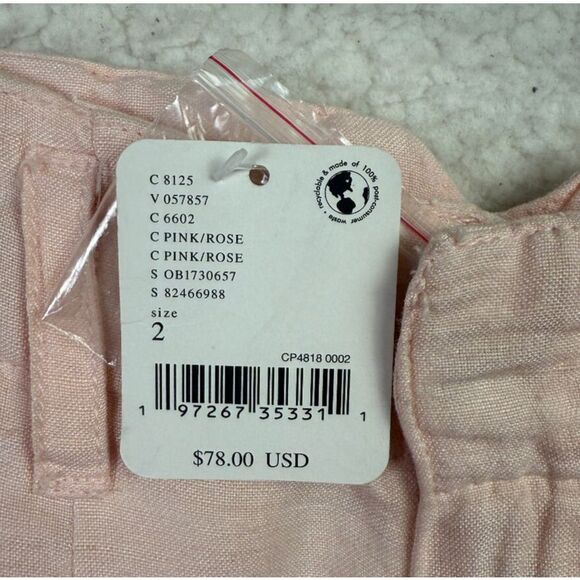 C 8125
V 057857
C 6602
C PINK/ROSE
C PINK/ROSE
S OB1730657
S 82466988
size
2
recyclable & made of 100% post-consumer waste •
CP4818 0002
1 97267 35331 1
$78.00 USD